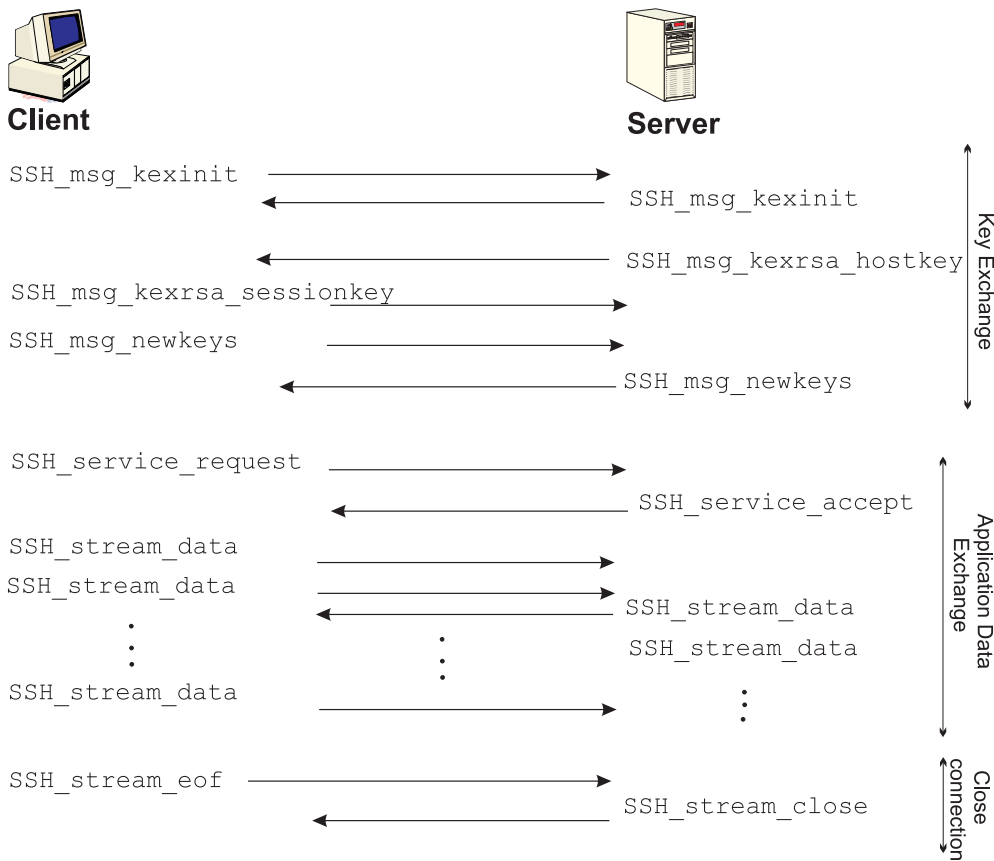 Client
Server
SSH_msg_kexinit
SSH_msg_kexinit
SSH_msg_kexrsa_hostkey
SSH_msg_kexrsa_sessionkey
SSH_msg_newkeys
SSH_msg_newkeys
Key Exchange
SSH_service_request
SSH_service_accept
SSH_stream_data
SSH_stream_data
SSH_stream_data
SSH_stream_data
SSH_stream_data
Application Data
Exchange
SSH_stream_eof
SSH_stream_close
Close
connection